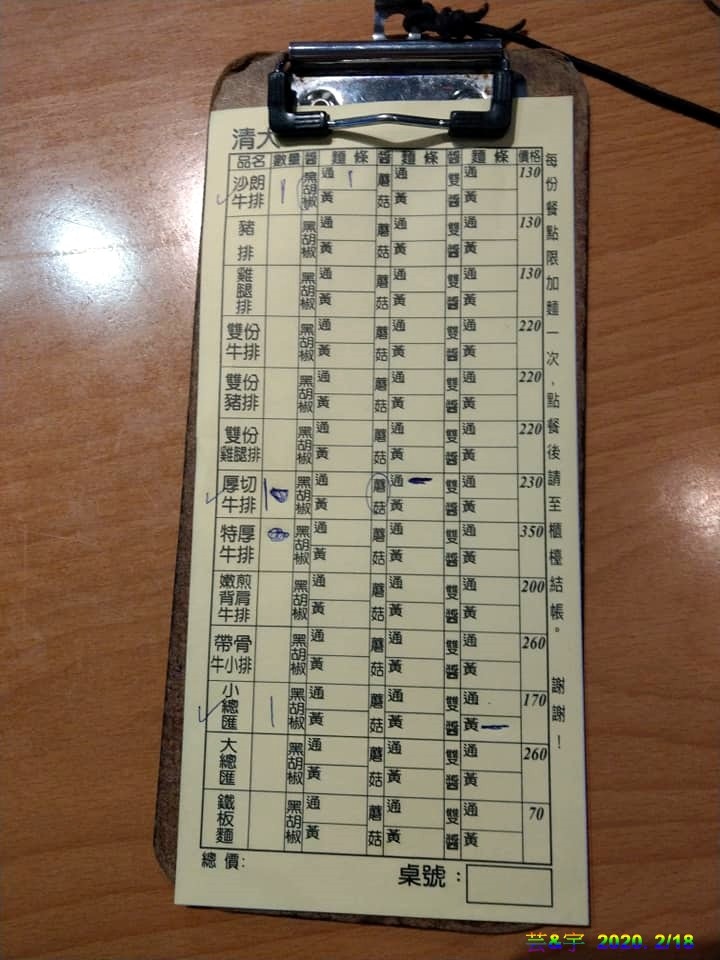 清大
品名 數量 醬 麵 條 醬 麵 條 醬 麵 條 價格
沙朗牛排 1 黑胡椒 通 1 黃 蘑菇 通 黃 雙醬 通 黃 130
豬排 黑胡椒 通 黃 蘑菇 通 黃 雙醬 通 黃 130
雞腿排 黑胡椒 通 黃 蘑菇 通 黃 雙醬 通 黃 130
雙份牛排 黑胡椒 通 黃 蘑菇 通 黃 雙醬 通 黃 220
雙份豬排 黑胡椒 通 黃 蘑菇 通 黃 雙醬 通 黃 220
雙份雞腿排 黑胡椒 通 黃 蘑菇 通 黃 雙醬 通 黃 220
厚切牛排 1 黑胡椒 通 黃 蘑菇 通 黃 雙醬 通 黃 230
特厚牛排 黑胡椒 通 黃 蘑菇 通 黃 雙醬 通 黃 350
嫩煎背肩牛排 黑胡椒 通 黃 蘑菇 通 黃 雙醬 通 黃 200
帶骨牛小排 黑胡椒 通 黃 蘑菇 通 黃 雙醬 通 黃 260
小總匯 1 黑胡椒 通 黃 蘑菇 通 黃 雙醬 通 黃 170
大總匯 黑胡椒 通 黃 蘑菇 通 黃 雙醬 通 黃 260
鐵板麵 黑胡椒 通 黃 蘑菇 通 黃 雙醬 通 黃 70
總 價:
桌號：
每份餐點限加麵一次、點餐後請至櫃檯結帳。 謝謝！
芸&宇 2020. 2/18